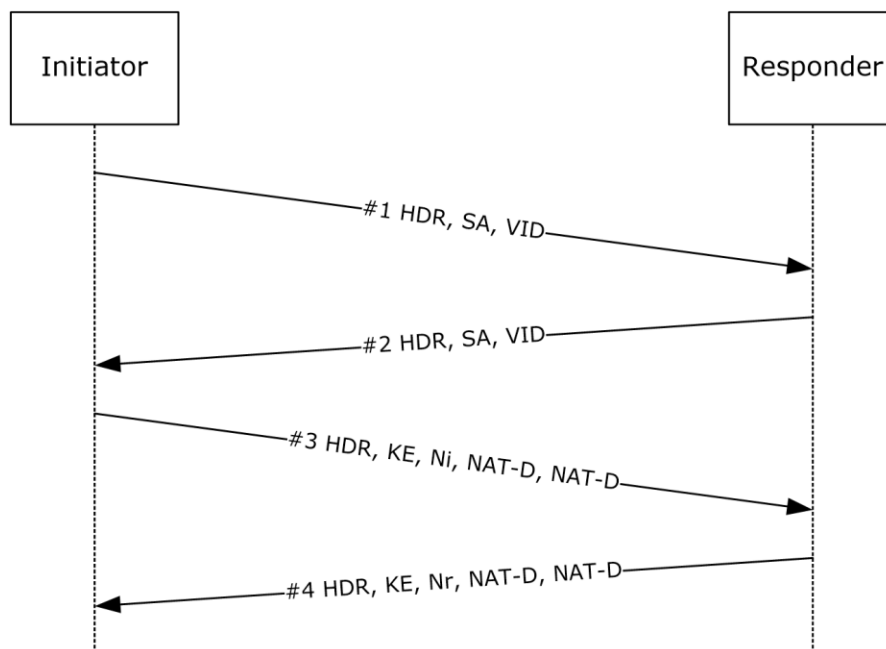 Initiator
Responder
#1 HDR, SA, VID
#2 HDR, SA, VID
#3 HDR, KE, Ni, NAT-D, NAT-D
#4 HDR, KE, Nr, NAT-D, NAT-D